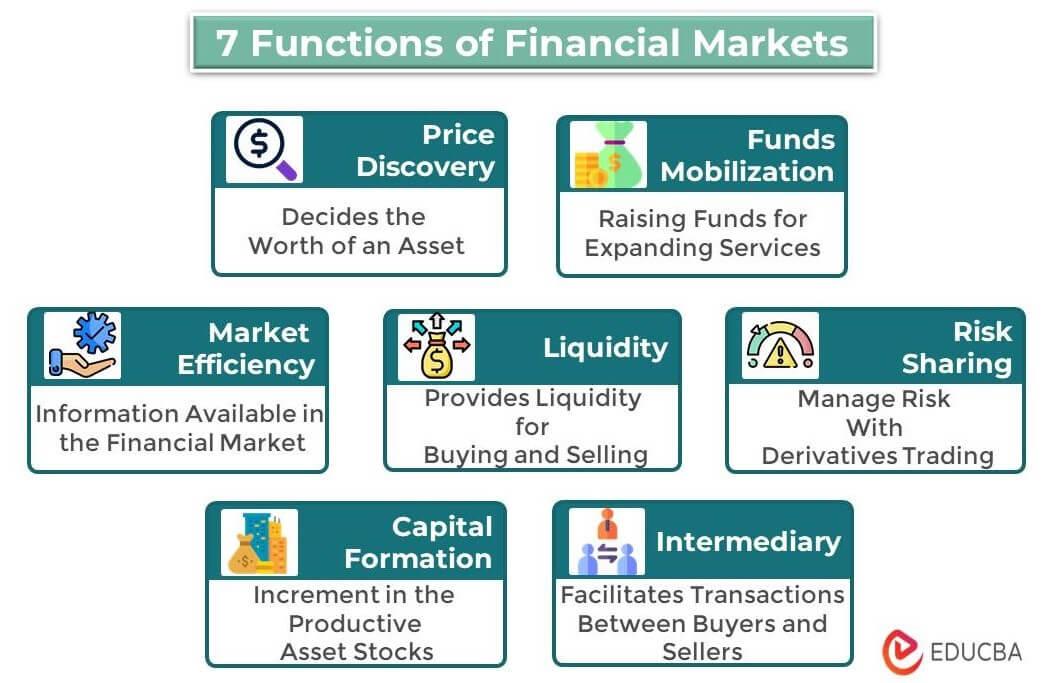 7 Functions of Financial Markets
Price
Discovery
Decides the
Worth of an Asset
Funds
Mobilization
Raising Funds for
Expanding Services
Market
Efficiency
Information Available in
the Financial Market
Liquidity
Provides Liquidity
for
Buying and Selling
Risk
Sharing
Manage Risk
With
Derivatives Trading
Capital
Formation
Increment in the
Productive
Asset Stocks
Intermediary
Facilitates Transactions
Between Buyers and
Sellers
EDUCBA